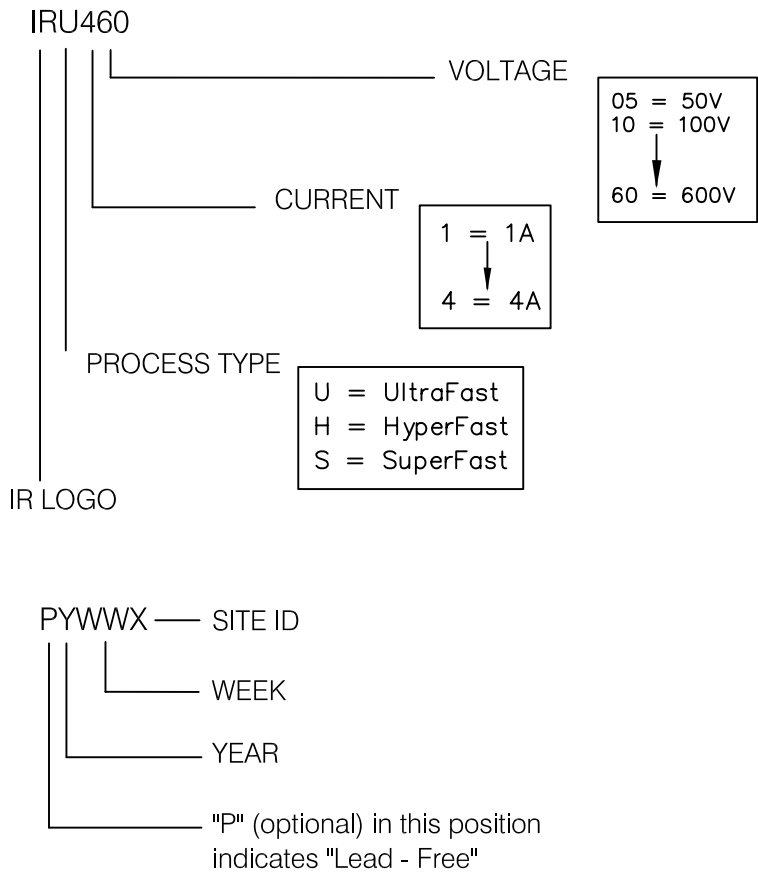 IRU460
VOLTAGE
05 = 50V
10 = 100V
60 = 600V
CURRENT
1 = 1A
4 = 4A
PROCESS TYPE
U = UltraFast
H = HyperFast
S = SuperFast
IR LOGO
PYWWX
SITE ID
WEEK
YEAR
"P" (optional) in this position
indicates "Lead - Free"